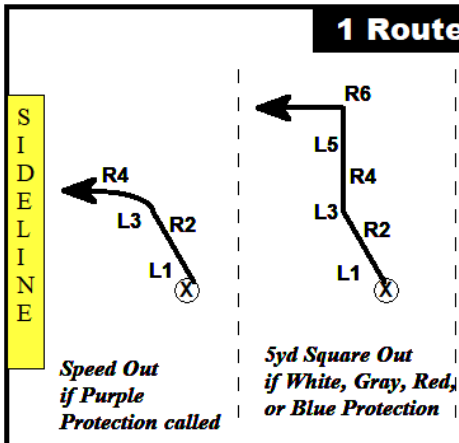 1 Route
SIDELINE
R4
L3
R2
L1
X
Speed Out
if Purple
Protection called
R6
L5
R4
L3
R2
L1
X
5yd Square Out
if White, Gray, Red,
or Blue Protection